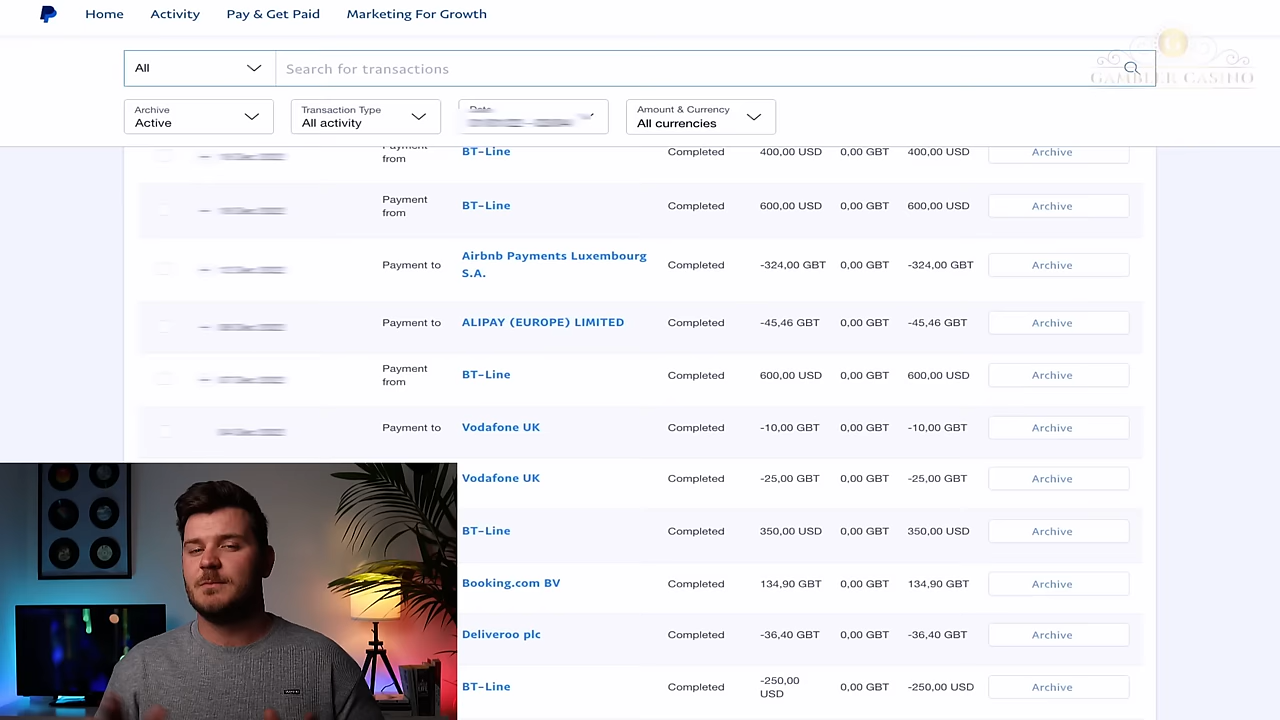 Home Activity Pay & Get Paid Marketing For Growth
All Search for transactions
GAMBLER CASINO
Archive Transaction Type Date Amount & Currency
Active All activity All currencies
Payment from BT-Line Completed 400,00 USD 0,00 GBT 400,00 USD Archive
Payment from BT-Line Completed 600,00 USD 0,00 GBT 600,00 USD Archive
Payment to Airbnb Payments Luxembourg S.A. Completed -324,00 GBT 0,00 GBT -324,00 GBT Archive
Payment to ALIPAY (EUROPE) LIMITED Completed -45,46 GBT 0,00 GBT -45,46 GBT Archive
Payment from BT-Line Completed 600,00 USD 0,00 GBT 600,00 USD Archive
Payment to Vodafone UK Completed -10,00 GBT 0,00 GBT -10,00 GBT Archive
Vodafone UK Completed -25,00 GBT 0,00 GBT -25,00 GBT Archive
BT-Line Completed 350,00 USD 0,00 GBT 350,00 USD Archive
Booking.com BV Completed 134,90 GBT 0,00 GBT 134,90 GBT Archive
Deliveroo plc Completed -36,40 GBT 0,00 GBT -36,40 GBT Archive
BT-Line Completed -250,00 USD 0,00 GBT -250,00 USD Archive